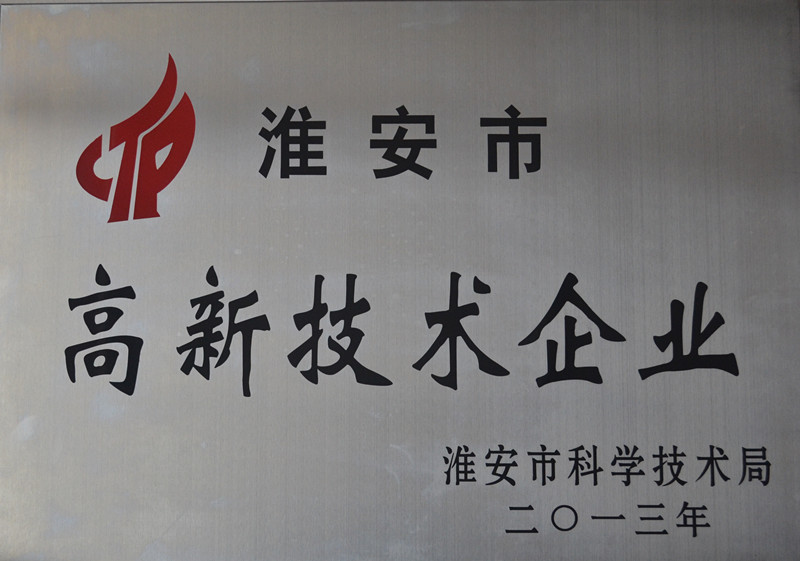 淮安市
高新技术企业
淮安市科学技术局
二〇一三年